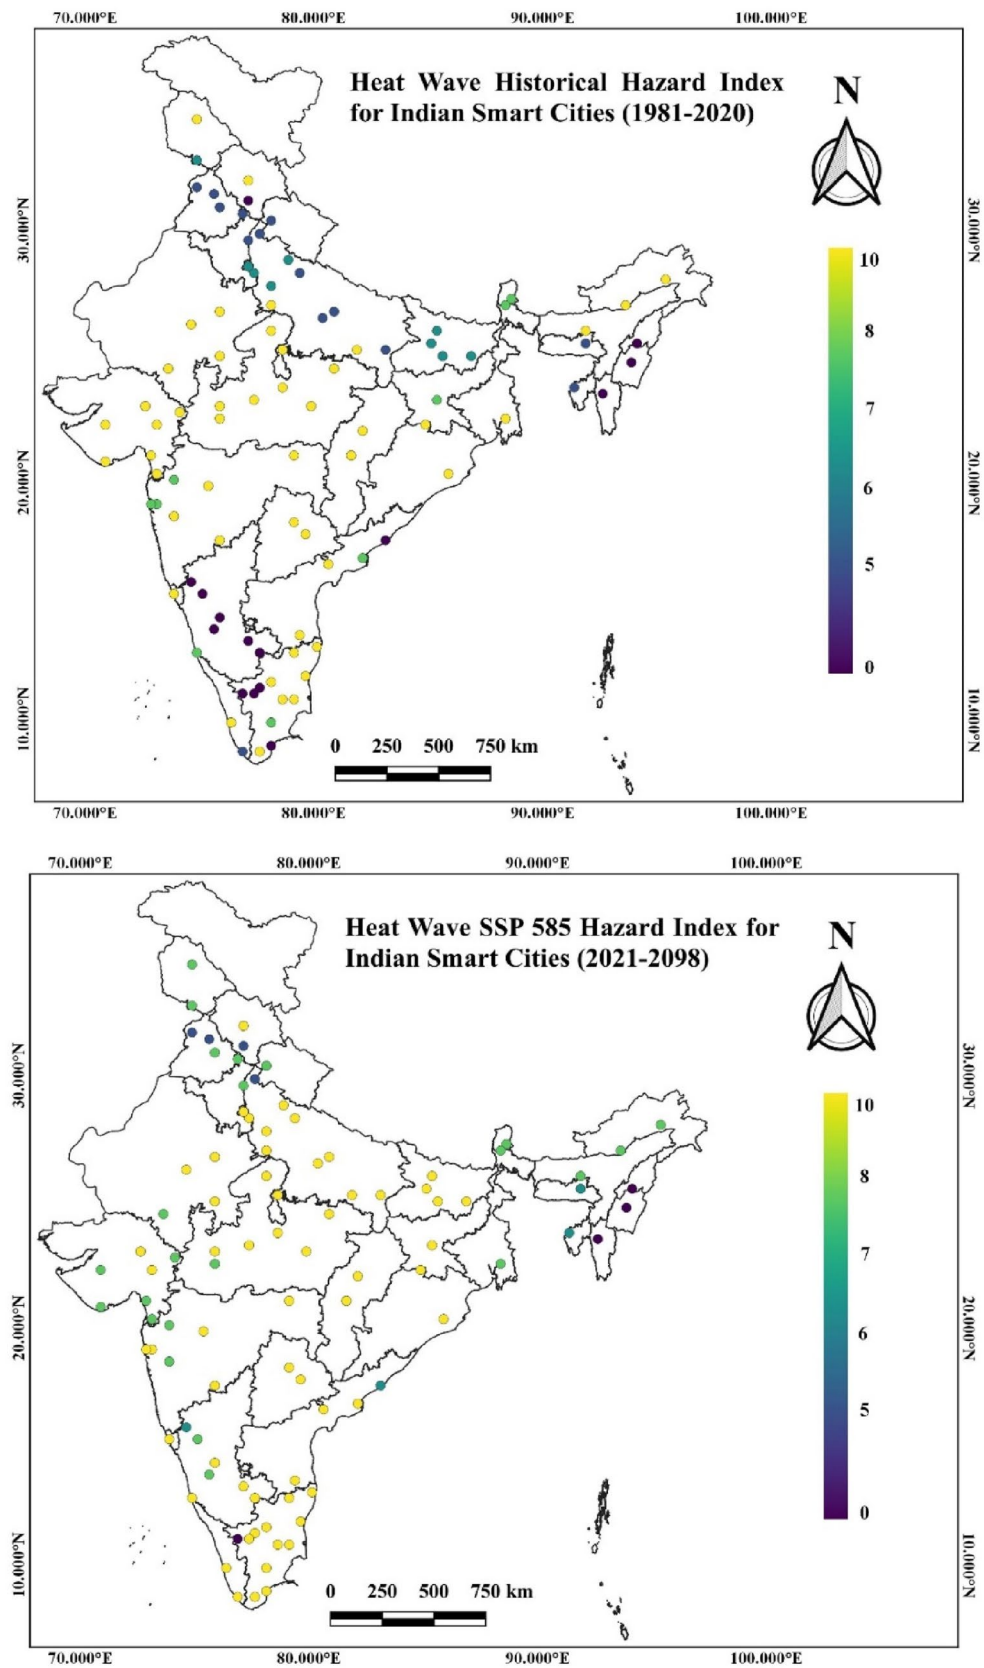 70.000°E 80.000°E 90.000°E 100.000°E
Heat Wave Historical Hazard Index
for Indian Smart Cities (1981-2020)
N
30.000°N
30.000°N
10
8
7
20.000°N
20.000°N
6
5
0
10.000°N
10.000°N
0 250 500 750 km
70.000°E 80.000°E 90.000°E 100.000°E
70.000°E 80.000°E 90.000°E 100.000°E
Heat Wave SSP 585 Hazard Index for
Indian Smart Cities (2021-2098)
N
30.000°N
30.000°N
10
8
7
20.000°N
20.000°N
6
5
0
10.000°N
10.000°N
0 250 500 750 km
70.000°E 80.000°E 90.000°E 100.000°E